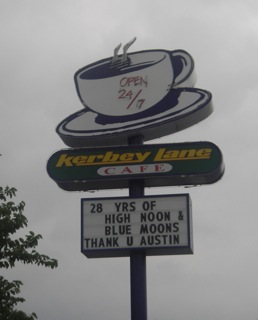 OPEN
24/7
Kerbey Lane
CAFE
28 YRS OF
HIGH NOON &
BLUE MOONS
THANK U AUSTIN